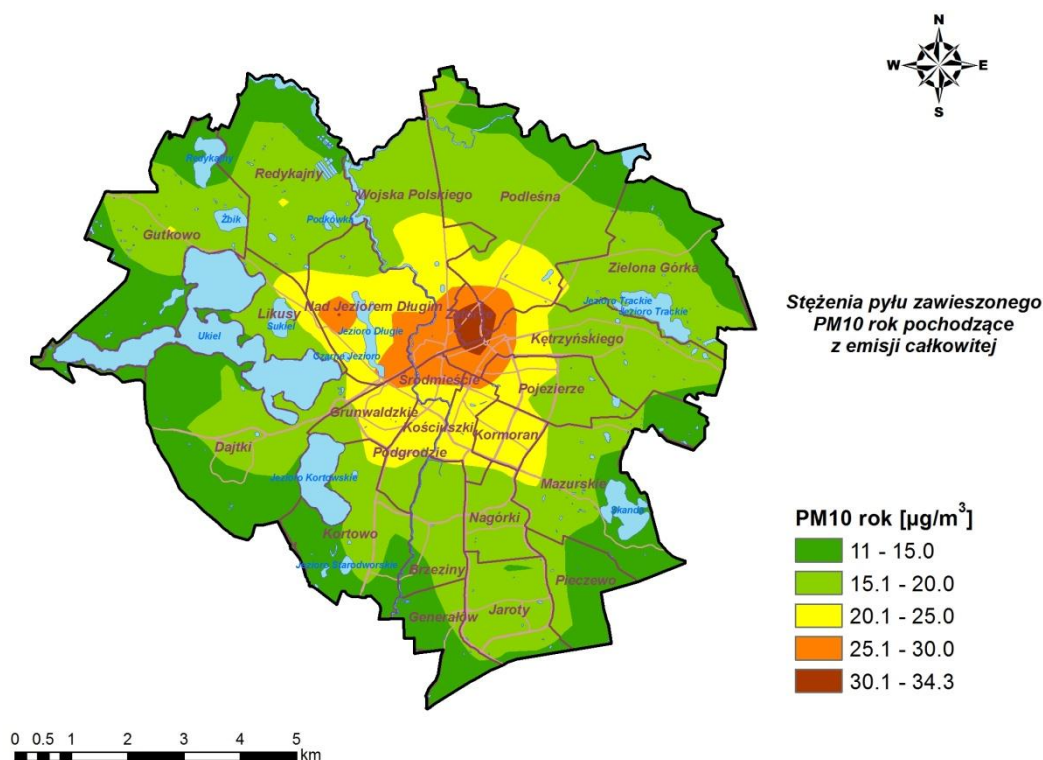 N
W E
S
Redykajny
Redykajny
Wojska Polskiego
Podleśna
Żbik
Podkówka
Gutkowo
Zielona Górka
Jezioro Trackie
Jezioro Trackie
Nad Jeziorem Długim
Likusy
Sukiel
Jezioro Długie
Ukiel
Kętrzyńskiego
Czarne Jezioro
Śródmieście
Pojezierze
Grunwaldzkie
Kościuszki
Kormoran
Dajtki
Podgrodzie
Jezioro Kortowskie
Mazurskie
Skanda
Nagórki
Kortowo
Jezioro Starodworskie
Brzeziny
Pieczewo
Generałów
Jaroty
Stężenia pyłu zawieszonego
PM10 rok pochodzące
z emisji całkowitej
PM10 rok [µg/m³]
11 - 15.0
15.1 - 20.0
20.1 - 25.0
25.1 - 30.0
30.1 - 34.3
0 0.5 1 2 3 4 5
km